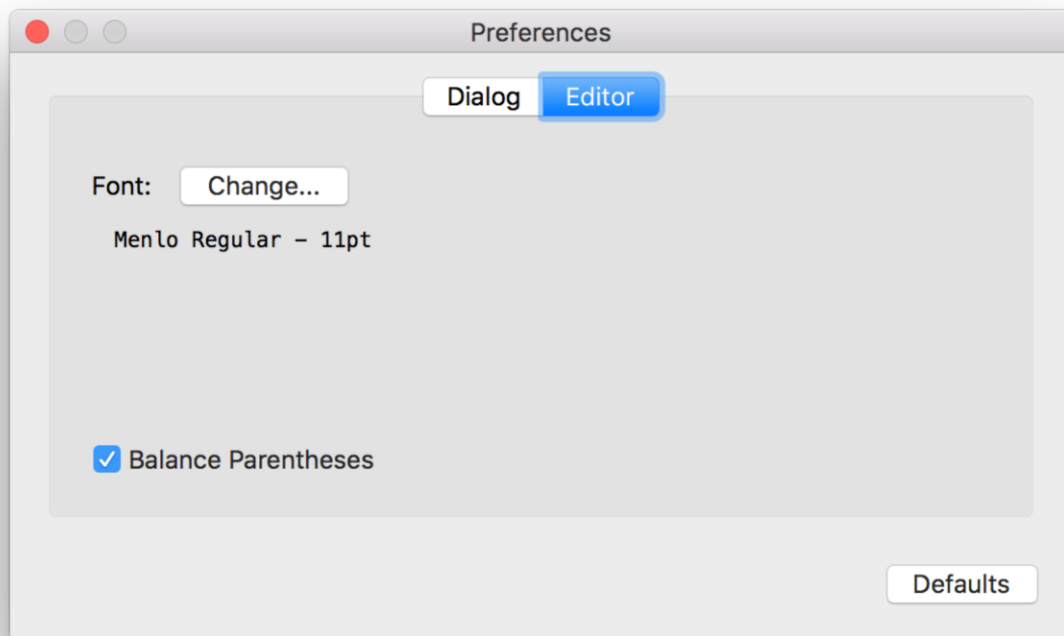 Preferences
Dialog Editor
Font: Change...
Menlo Regular – 11pt
Balance Parentheses
Defaults